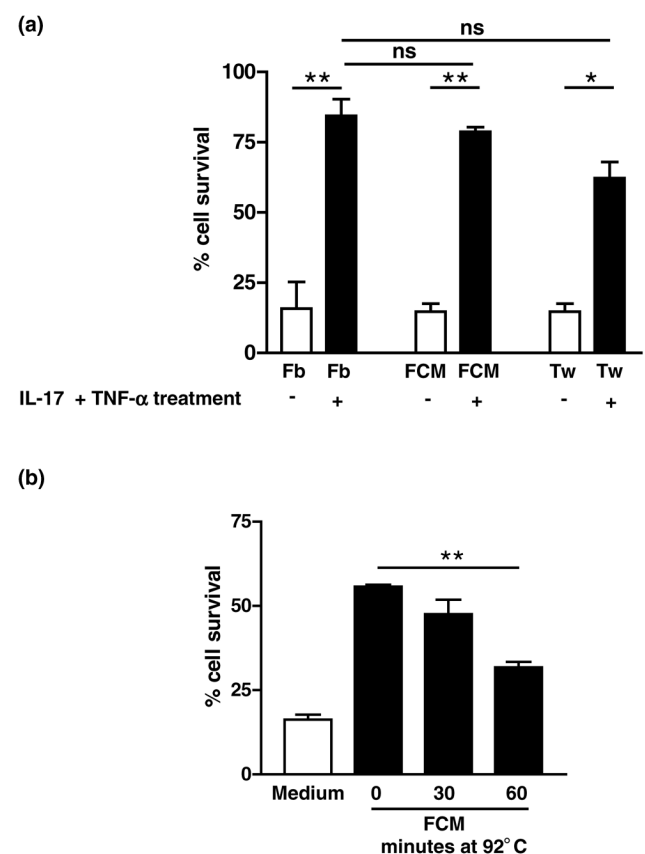 (a)
ns
ns
** ** *
100
75
50
25
0
% cell survival
Fb Fb FCM FCM Tw Tw
IL-17 + TNF-α treatment - + - + - +
(b)
75
50
25
0
% cell survival
**
Medium 0 30 60
FCM
minutes at 92°C